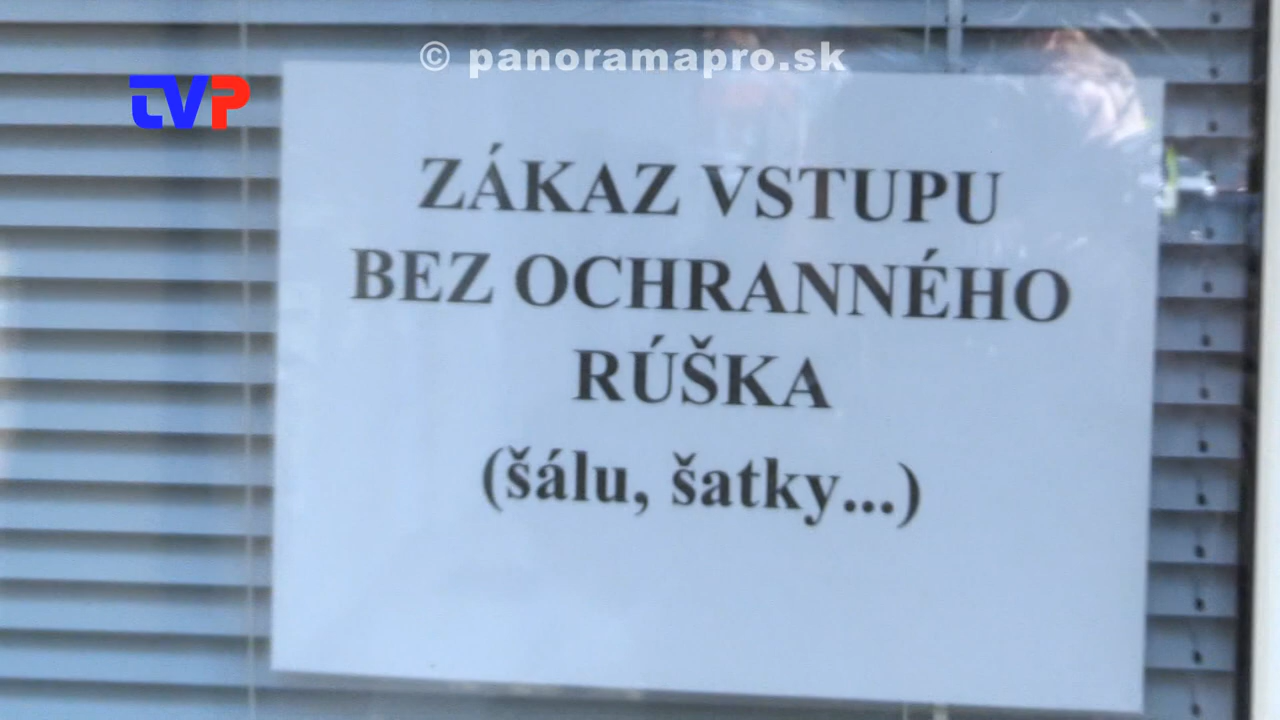 © panoramapro.sk
TVP
ZÁKAZ VSTUPU
BEZ OCHRANNÉHO
RÚŠKA
(šálu, šatky...)